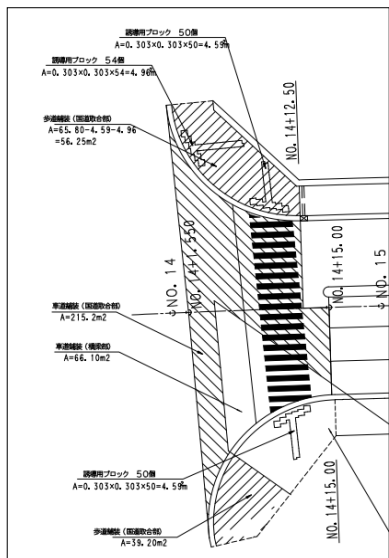 誘導用ブロック 50個
A=0.303×0.303×50=4.59㎡
誘導用ブロック 54個
A=0.303×0.303×54=4.96㎡
歩道舗装（国道取合部）
A=65.80-4.59-4.96
=56.25m2
NO. 14+12.50
NO. 14
NO. 14+1.550
NO. 14+15.00
NO. 15
車道舗装（国道取合部）
A=215.2m2
車道舗装（横梁部）
A=66.10m2
誘導用ブロック 50個
A=0.303×0.303×50=4.59㎡
歩道舗装（国道取合部）
A=39.20m2
NO. 14+15.00